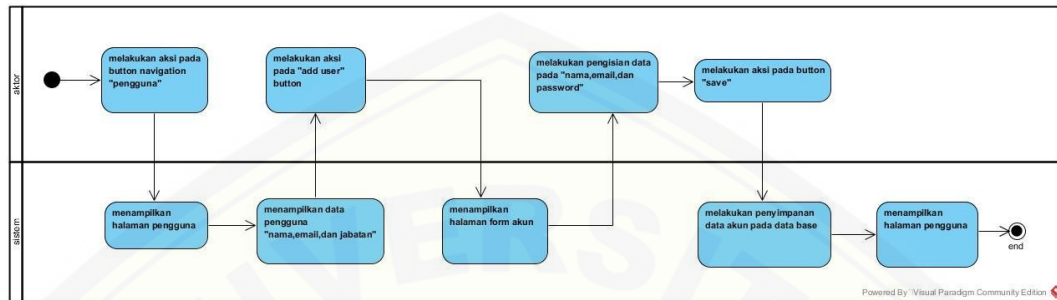 aktor
melakukan aksi pada
button navigation
"pengguna"
melakukan aksi
pada "add user"
button
melakukan pengisian data
pada "nama,email,dan
password"
melakukan aksi pada button
"save"
sistem
menampilkan
halaman pengguna
menampilkan data
pengguna
"nama,email,dan jabatan"
menampilkan
halaman form akun
melakukan penyimpanan
data akun pada data base
menampilkan
halaman pengguna
end
UNIVERSIT
Powered By Visual Paradigm Community Edition